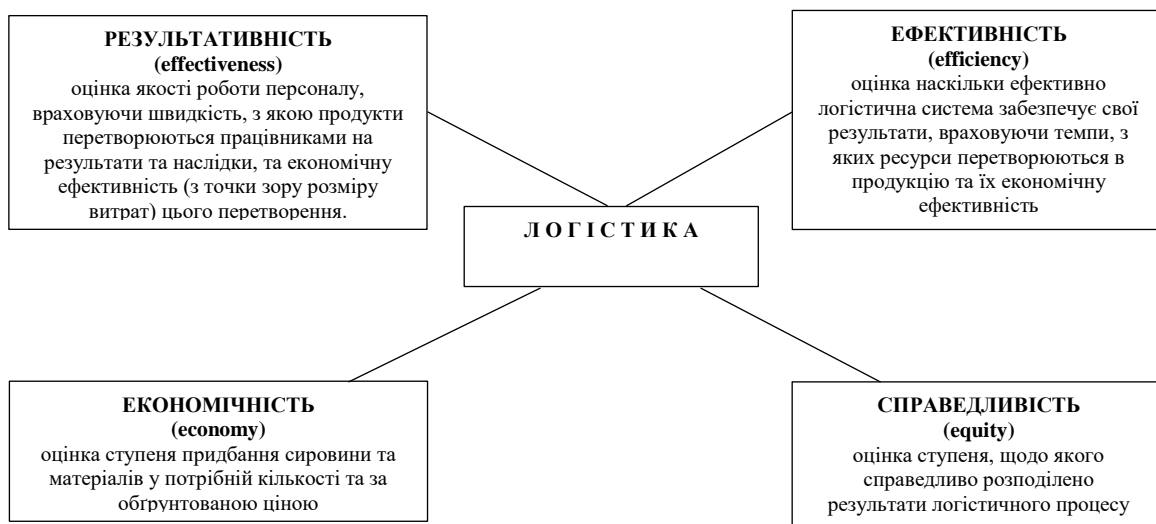 РЕЗУЛЬТАТИВНІСТЬ
(effectiveness)
оцінка якості роботи персоналу,
враховуючи швидкість, з якою продукти
перетворюються працівниками на
результати та наслідки, та економічну
ефективність (з точки зору розміру
витрат) цього перетворення.
ЕФЕКТИВНІСТЬ
(efficiency)
оцінка наскільки ефективно
логістична система забезпечує свої
результати, враховуючи темпи, з
яких ресурси перетворюються в
продукцію та їх економічну
ефективність
Л О Г І С Т И К А
ЕКОНОМІЧНІСТЬ
(economy)
оцінка ступеня придбання сировини та
матеріалів у потрібній кількості та за
обґрунтованою ціною
СПРАВЕДЛИВІСТЬ
(equity)
оцінка ступеня, щодо якого
справедливо розподілено
результати логістичного процесу